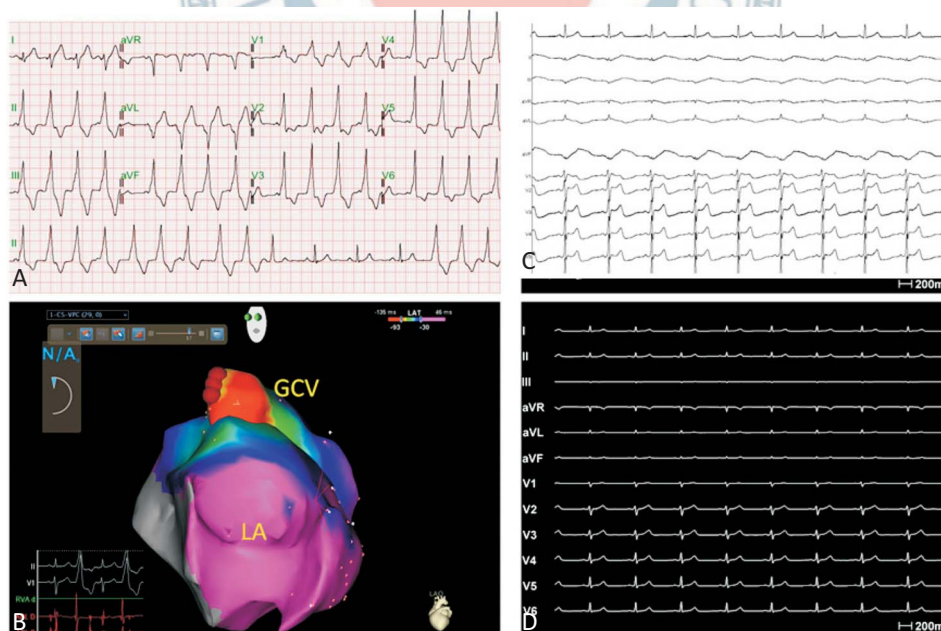 I aVR V1 V4
II aVL V2 V5
III aVF V3 V6
II
A
V1
V2
C
200m
1-CS-VPC (29, 0)
N/A,
-135 ms LAT 46 ms
-93 -30
GCV
LA
II
V1
RVA d
B
I
II
III
aVR
aVL
aVF
V1
V2
V3
V4
V5
V6
D
200m